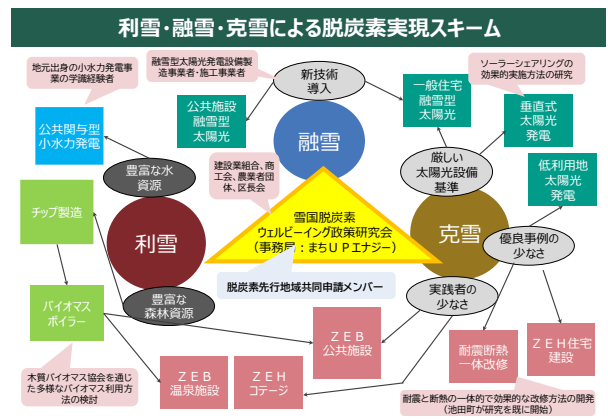 利雪・融雪・克雪による脱炭素実現スキーム
地元出身の小水力発電事
業の学識経験者
融雪型太陽光発電設備製
造事業者・施工事業者
新技術
導入
ソーラーシェアリングの
効果的実施方法の研究
公共施設
融雪型
太陽光
一般住宅
融雪型
太陽光
垂直式
太陽光
発電
公共関与型
小水力発電
融雪
豊富な水
資源
建設業組合、商
工会、農業者団
体、区長会
厳しい
太陽光設備
基準
低利用地
太陽光
発電
チップ製造
利雪
雪国脱炭素
ウェルビーイング政策研究会
(事務局:まちUPエナジー)
克雪
優良事例の
少なさ
脱炭素先行地域共同申請メンバー
豊富な
森林資源
実践者の
少なさ
バイオマス
ボイラー
ZEB
公共施設
耐震断熱
一体改修
ZEH住宅
建設
木質バイオマス協会を通じ
た多様なバイオマス利用方
法の検討
ZEB
温泉施設
ZEH
コテージ
耐震と断熱の一体的で効果的な改修方法の開発
(池田町が研究を既に開始)